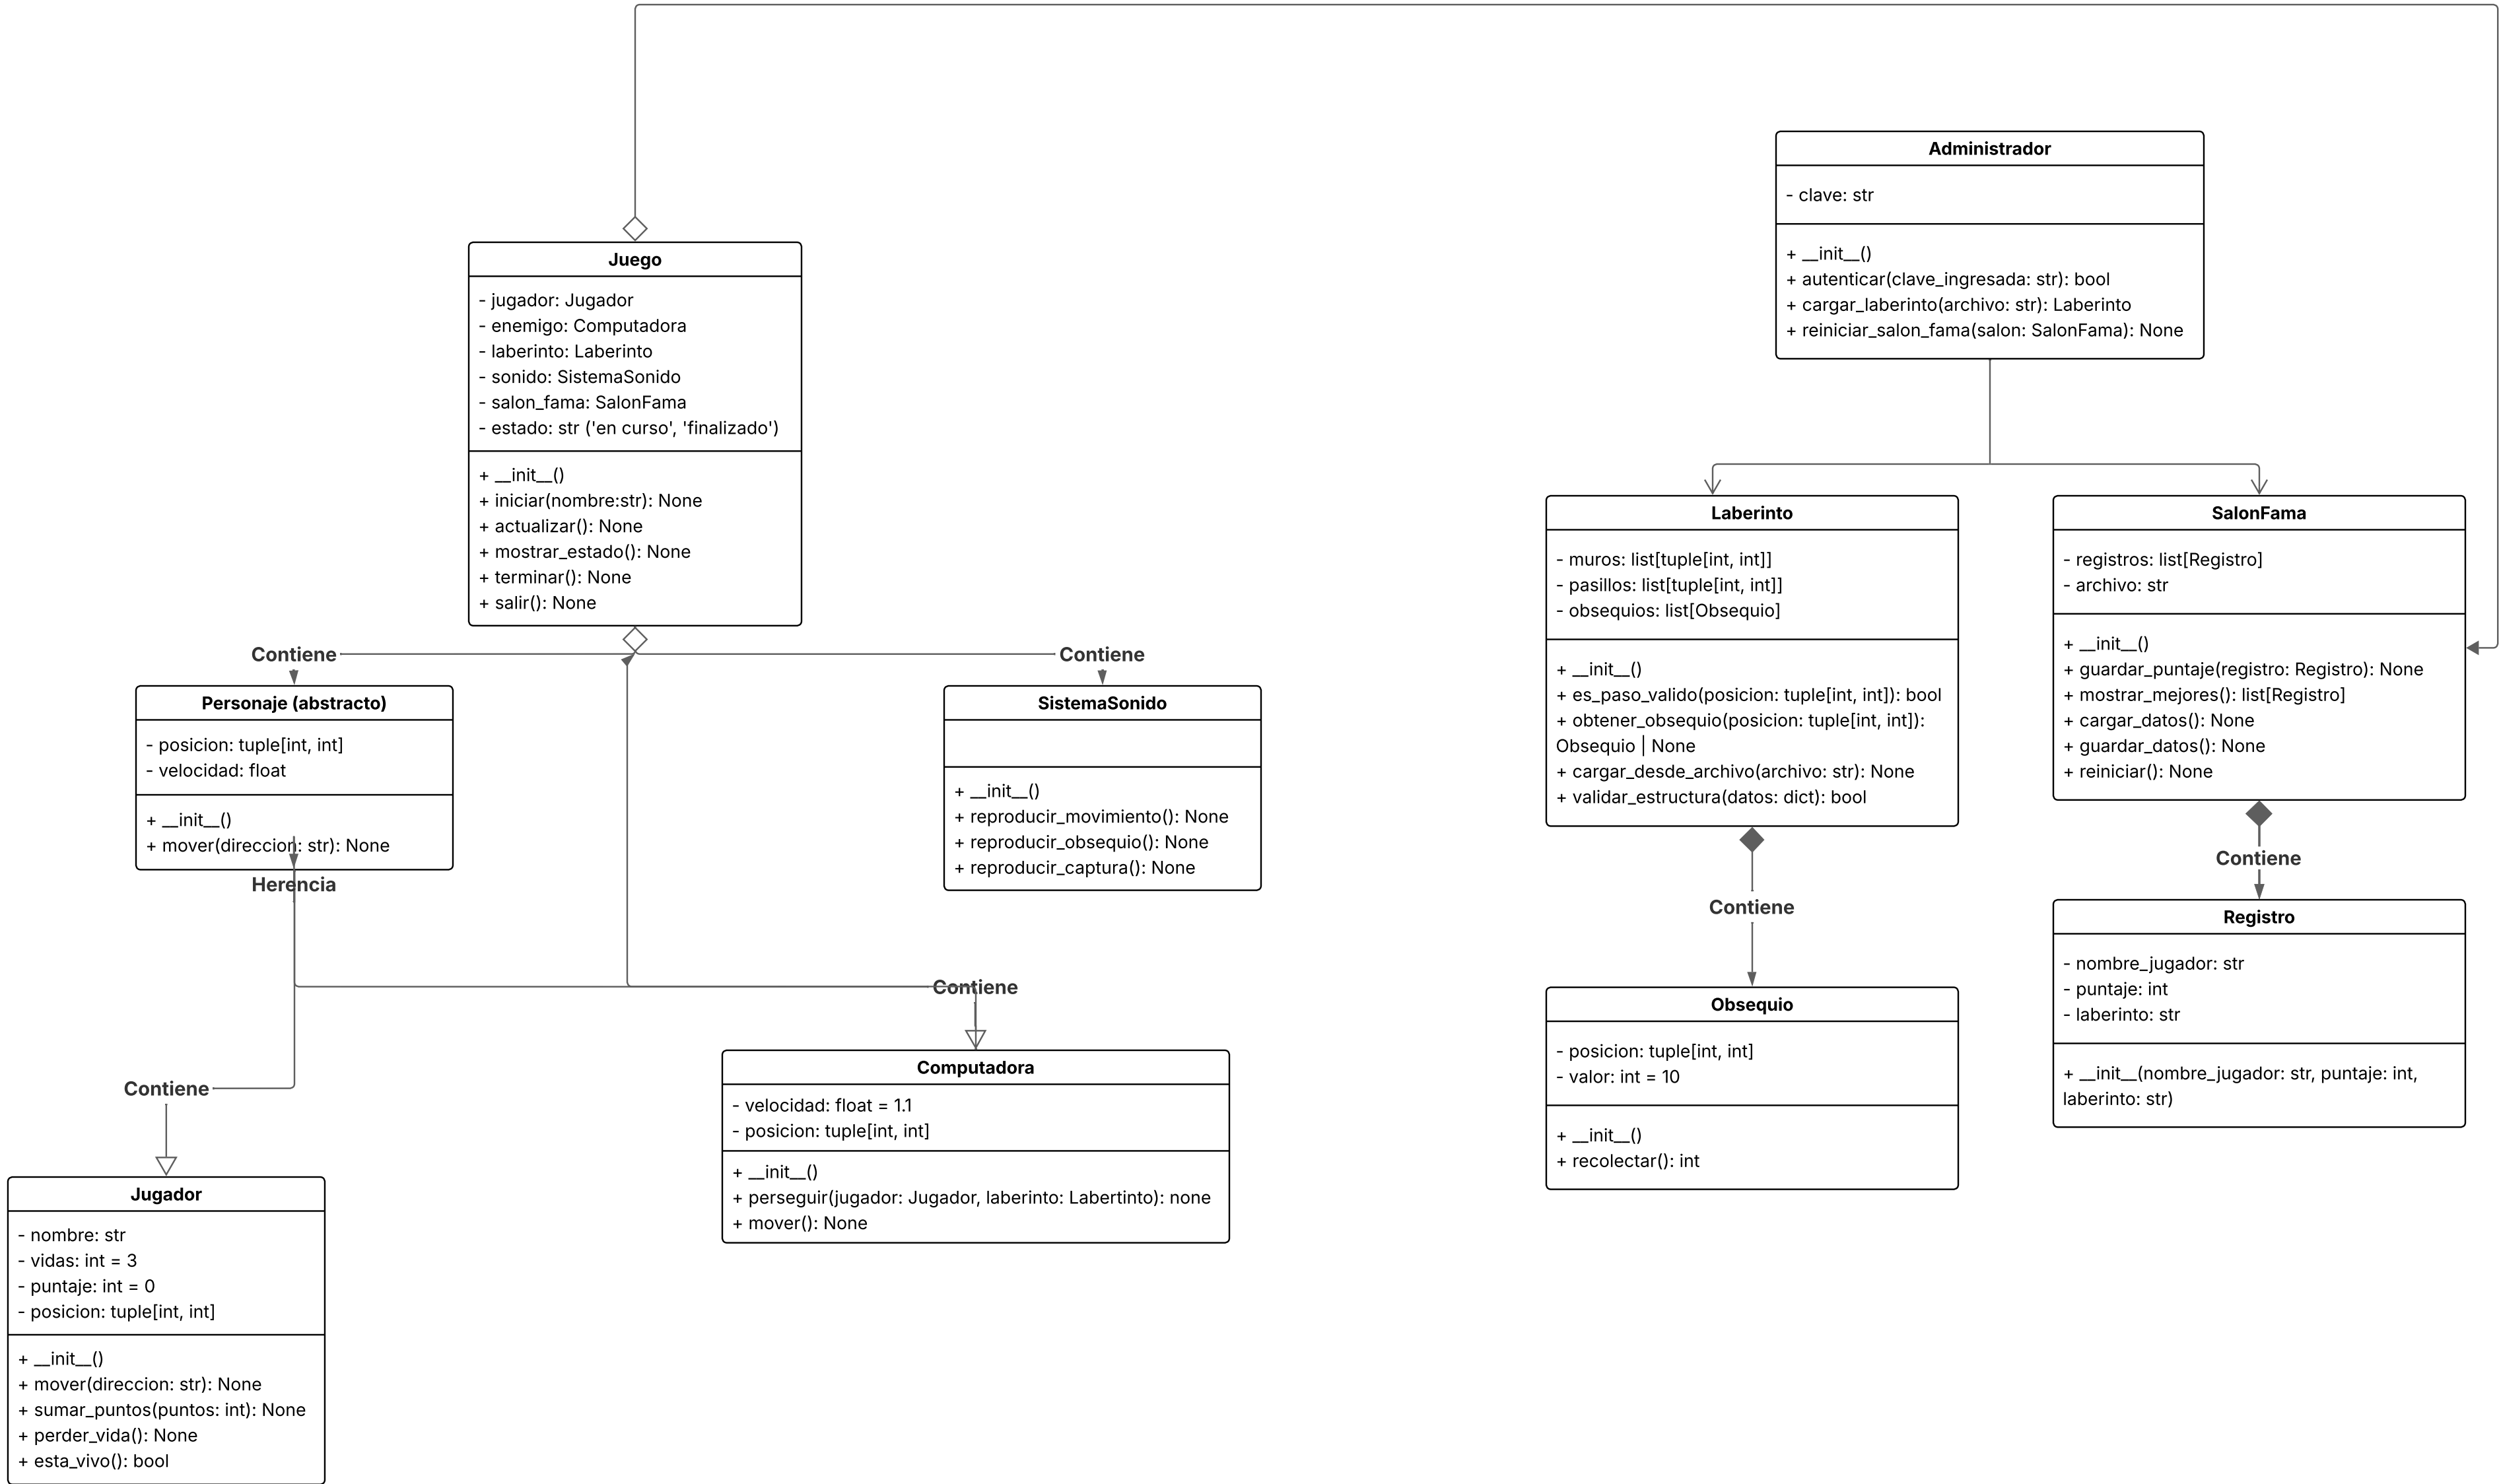 Administrador
- clave: str
+ __init__()
+ autenticar(clave_ingresada: str): bool
+ cargar_laberinto(archivo: str): Laberinto
+ reiniciar_salon_fama(salon: SalonFama): None
Juego
- jugador: Jugador
- enemigo: Computadora
- laberinto: Laberinto
- sonido: SistemaSonido
- salon_fama: SalonFama
- estado: str ('en curso', 'finalizado')
+ __init__()
+ iniciar(nombre:str): None
+ actualizar(): None
+ mostrar_estado(): None
+ terminar(): None
+ salir(): None
Laberinto
- muros: list[tuple[int, int]]
- pasillos: list[tuple[int, int]]
- obsequios: list[Obsequio]
+ __init__()
+ es_paso_valido(posicion: tuple[int, int]): bool
+ obtener_obsequio(posicion: tuple[int, int]):
Obsequio | None
+ cargar_desde_archivo(archivo: str): None
+ validar_estructura(datos: dict): bool
SalonFama
- registros: list[Registro]
- archivo: str
+ __init__()
+ guardar_puntaje(registro: Registro): None
+ mostrar_mejores(): list[Registro]
+ cargar_datos(): None
+ guardar_datos(): None
+ reiniciar(): None
Contiene
Contiene
Personaje (abstracto)
- posicion: tuple[int, int]
- velocidad: float
+ __init__()
+ mover(direccion: str): None
Herencia
SistemaSonido
+ __init__()
+ reproducir_movimiento(): None
+ reproducir_obsequio(): None
+ reproducir_captura(): None
Contiene
Contiene
Registro
- nombre_jugador: str
- puntaje: int
- laberinto: str
+ __init__(nombre_jugador: str, puntaje: int,
laberinto: str)
Contiene
Obsequio
- posicion: tuple[int, int]
- valor: int = 10
+ __init__()
+ recolectar(): int
Computadora
- velocidad: float = 1.1
- posicion: tuple[int, int]
+ __init__()
+ perseguir(jugador: Jugador, laberinto: Labertinto): none
+ mover(): None
Contiene
Jugador
- nombre: str
- vidas: int = 3
- puntaje: int = 0
- posicion: tuple[int, int]
+ __init__()
+ mover(direccion: str): None
+ sumar_puntos(puntos: int): None
+ perder_vida(): None
+ esta_vivo(): bool